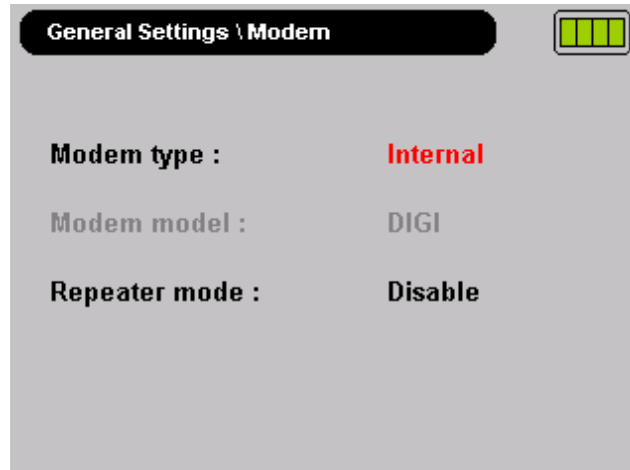 General Settings \ Modem
Modem type : Internal
Modem model : DIGI
Repeater mode : Disable